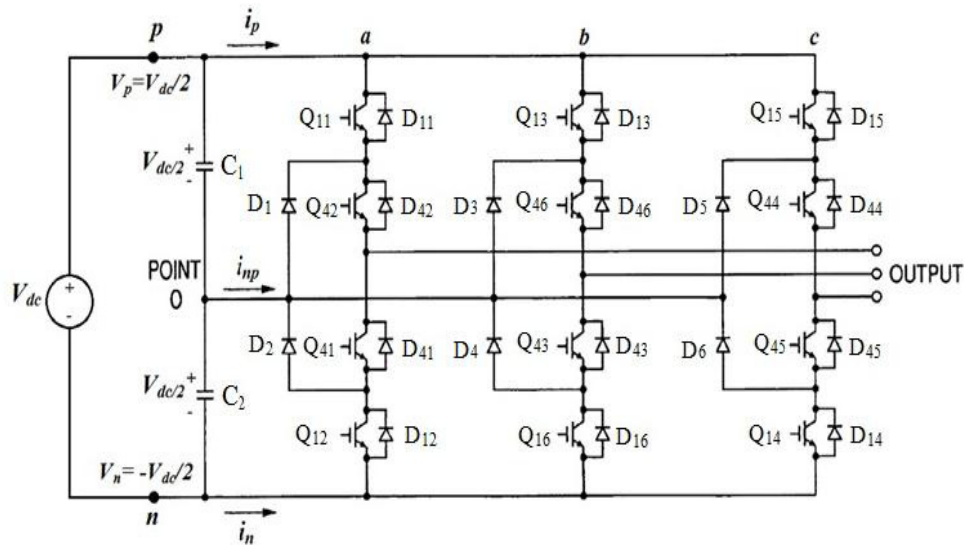 p
i_p
a
b
c
V_p=V_dc/2
Q11
D11
Q13
D13
Q15
D15
V_dc/2
+
-
C1
D1
Q42
D42
D3
Q46
D46
D5
Q44
D44
POINT
O
i_np
OUTPUT
V_dc
+
-
D2
Q41
D41
D4
Q43
D43
D6
Q45
D45
V_dc/2
+
-
C2
Q12
D12
Q16
D16
Q14
D14
V_n= -V_dc/2
n
i_n